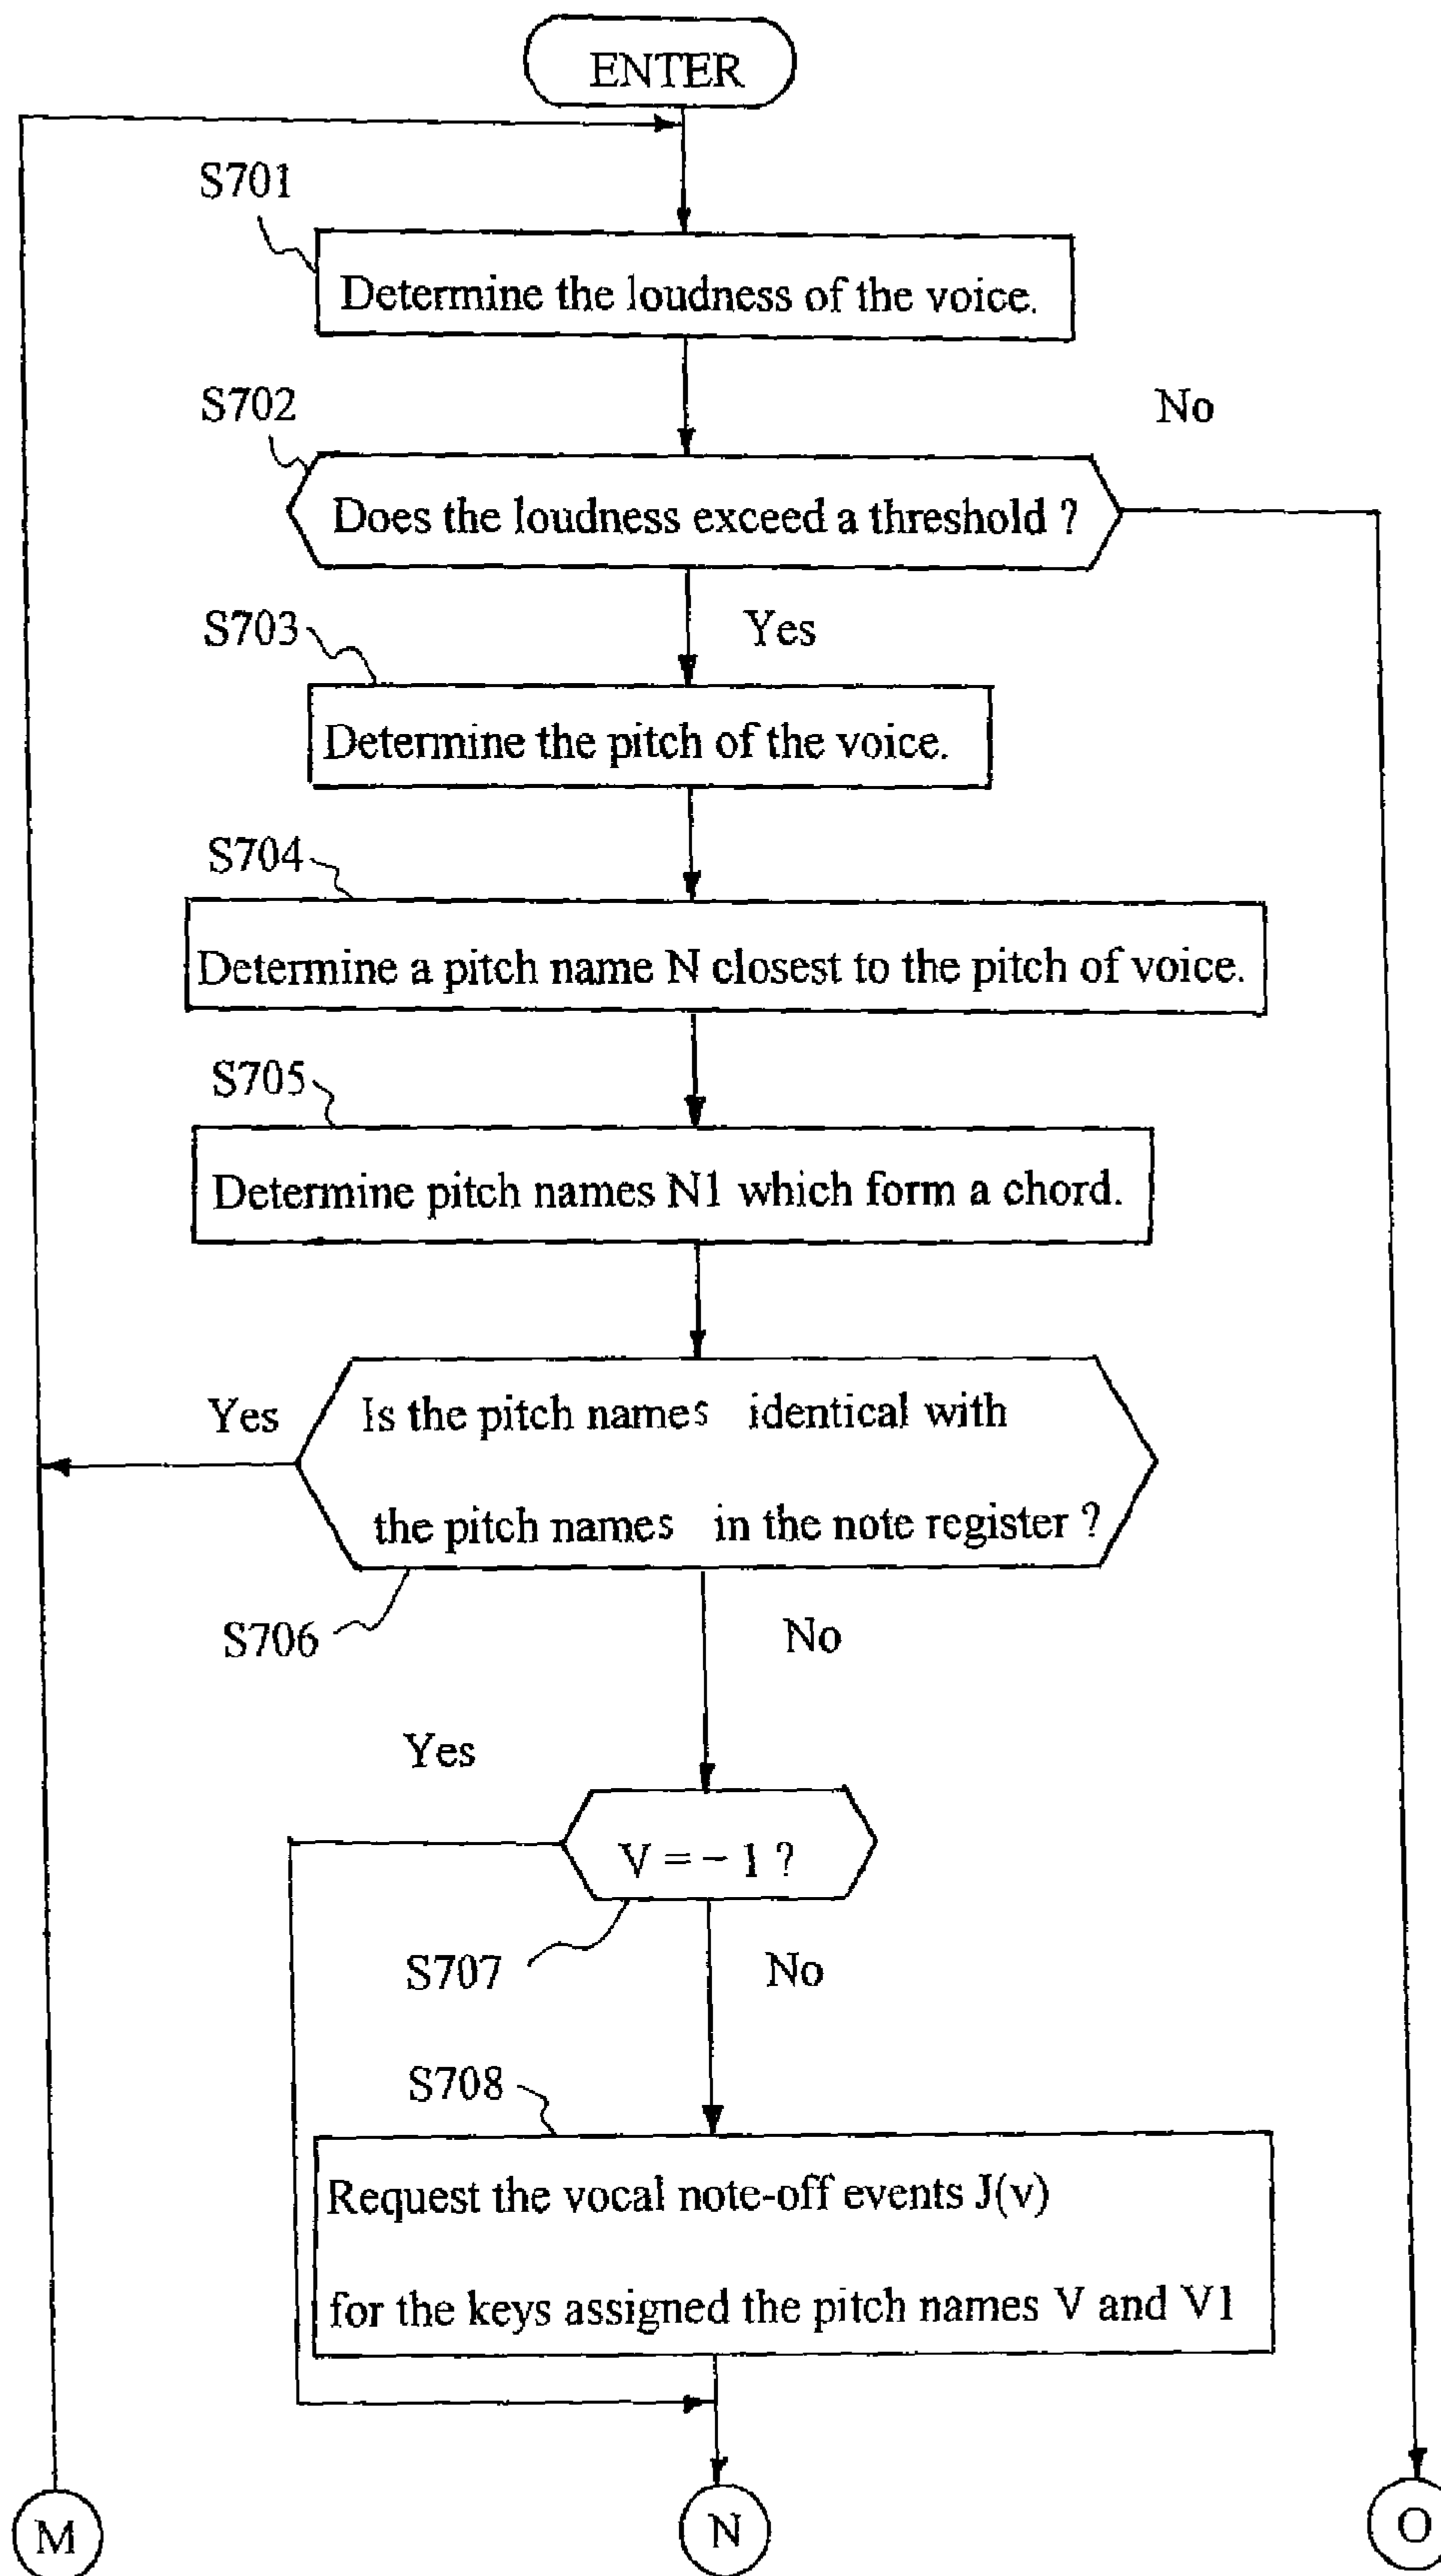 ENTER
S701
Determine the loudness of the voice.
S702
No
Does the loudness exceed a threshold ?
S703
Yes
Determine the pitch of the voice.
S704
Determine a pitch name N closest to the pitch of voice.
S705
Determine pitch names N1 which form a chord.
Yes
Is the pitch names identical with
the pitch names in the note register ?
S706
No
Yes
V = − 1 ?
S707
No
S708
Request the vocal note-off events J(v)
for the keys assigned the pitch names V and V1
M
N
O